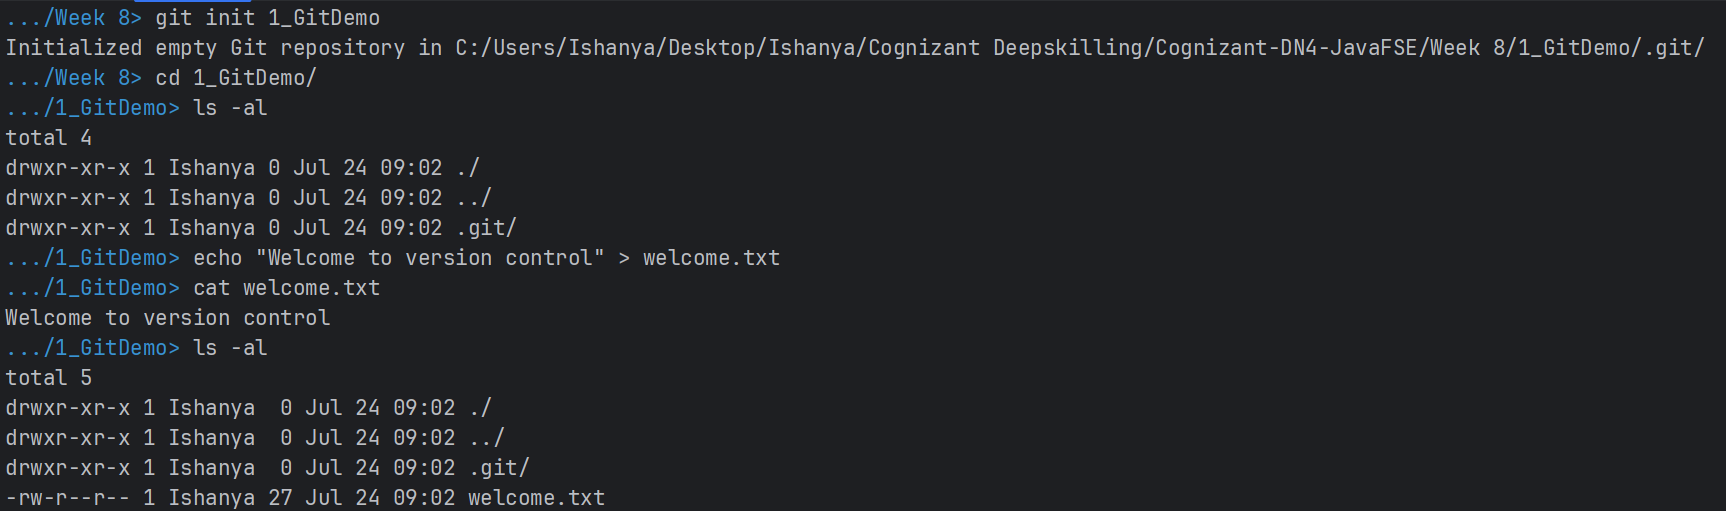 .../Week 8> git init 1_GitDemo
Initialized empty Git repository in C:/Users/Ishanya/Desktop/Ishanya/Cognizant Deepskilling/Cognizant-DN4-JavaFSE/Week 8/1_GitDemo/.git/
.../Week 8> cd 1_GitDemo/
.../1_GitDemo> ls -al
total 4
drwxr-xr-x 1 Ishanya 0 Jul 24 09:02 ./
drwxr-xr-x 1 Ishanya 0 Jul 24 09:02 ../
drwxr-xr-x 1 Ishanya 0 Jul 24 09:02 .git/
.../1_GitDemo> echo "Welcome to version control" > welcome.txt
.../1_GitDemo> cat welcome.txt
Welcome to version control
.../1_GitDemo> ls -al
total 5
drwxr-xr-x 1 Ishanya  0 Jul 24 09:02 ./
drwxr-xr-x 1 Ishanya  0 Jul 24 09:02 ../
drwxr-xr-x 1 Ishanya  0 Jul 24 09:02 .git/
-rw-r--r-- 1 Ishanya 27 Jul 24 09:02 welcome.txt